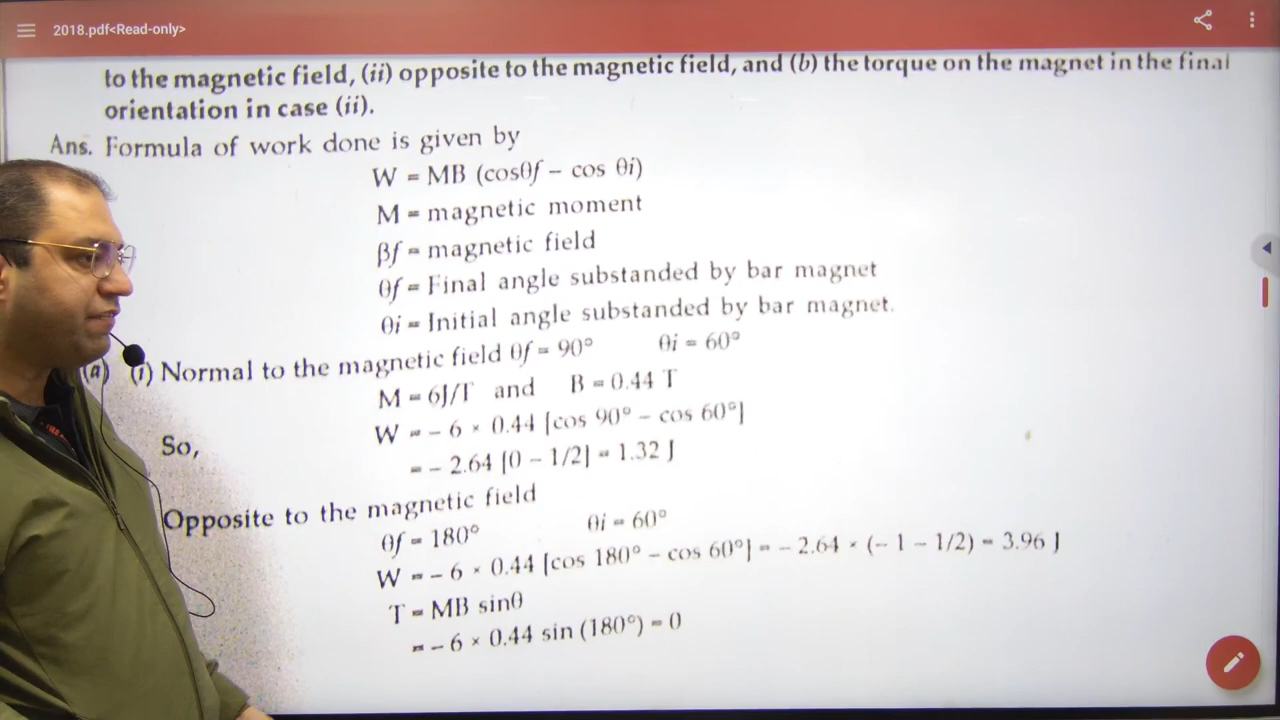 2018.pdf<Read-only>
to the magnetic field, (ii) opposite to the magnetic field, and (b) the torque on the magnet in the final
orientation in case (ii).
Ans. Formula of work done is given by
W = MB (cosθf − cos θi)
M = magnetic moment
βf = magnetic field
θf = Final angle substanded by bar magnet
θi = Initial angle substanded by bar magnet.
(a) (i) Normal to the magnetic field θf = 90° θi = 60°
M = 6J/T and B = 0.44 T
So, W = − 6 × 0.44 [cos 90° − cos 60°]
= − 2.64 [0 − 1/2] = 1.32 J
Opposite to the magnetic field
θf = 180° θi = 60°
W = − 6 × 0.44 [cos 180° − cos 60°] = − 2.64 × (− 1 − 1/2) = 3.96 J
T = MB sinθ
= − 6 × 0.44 sin (180°) = 0